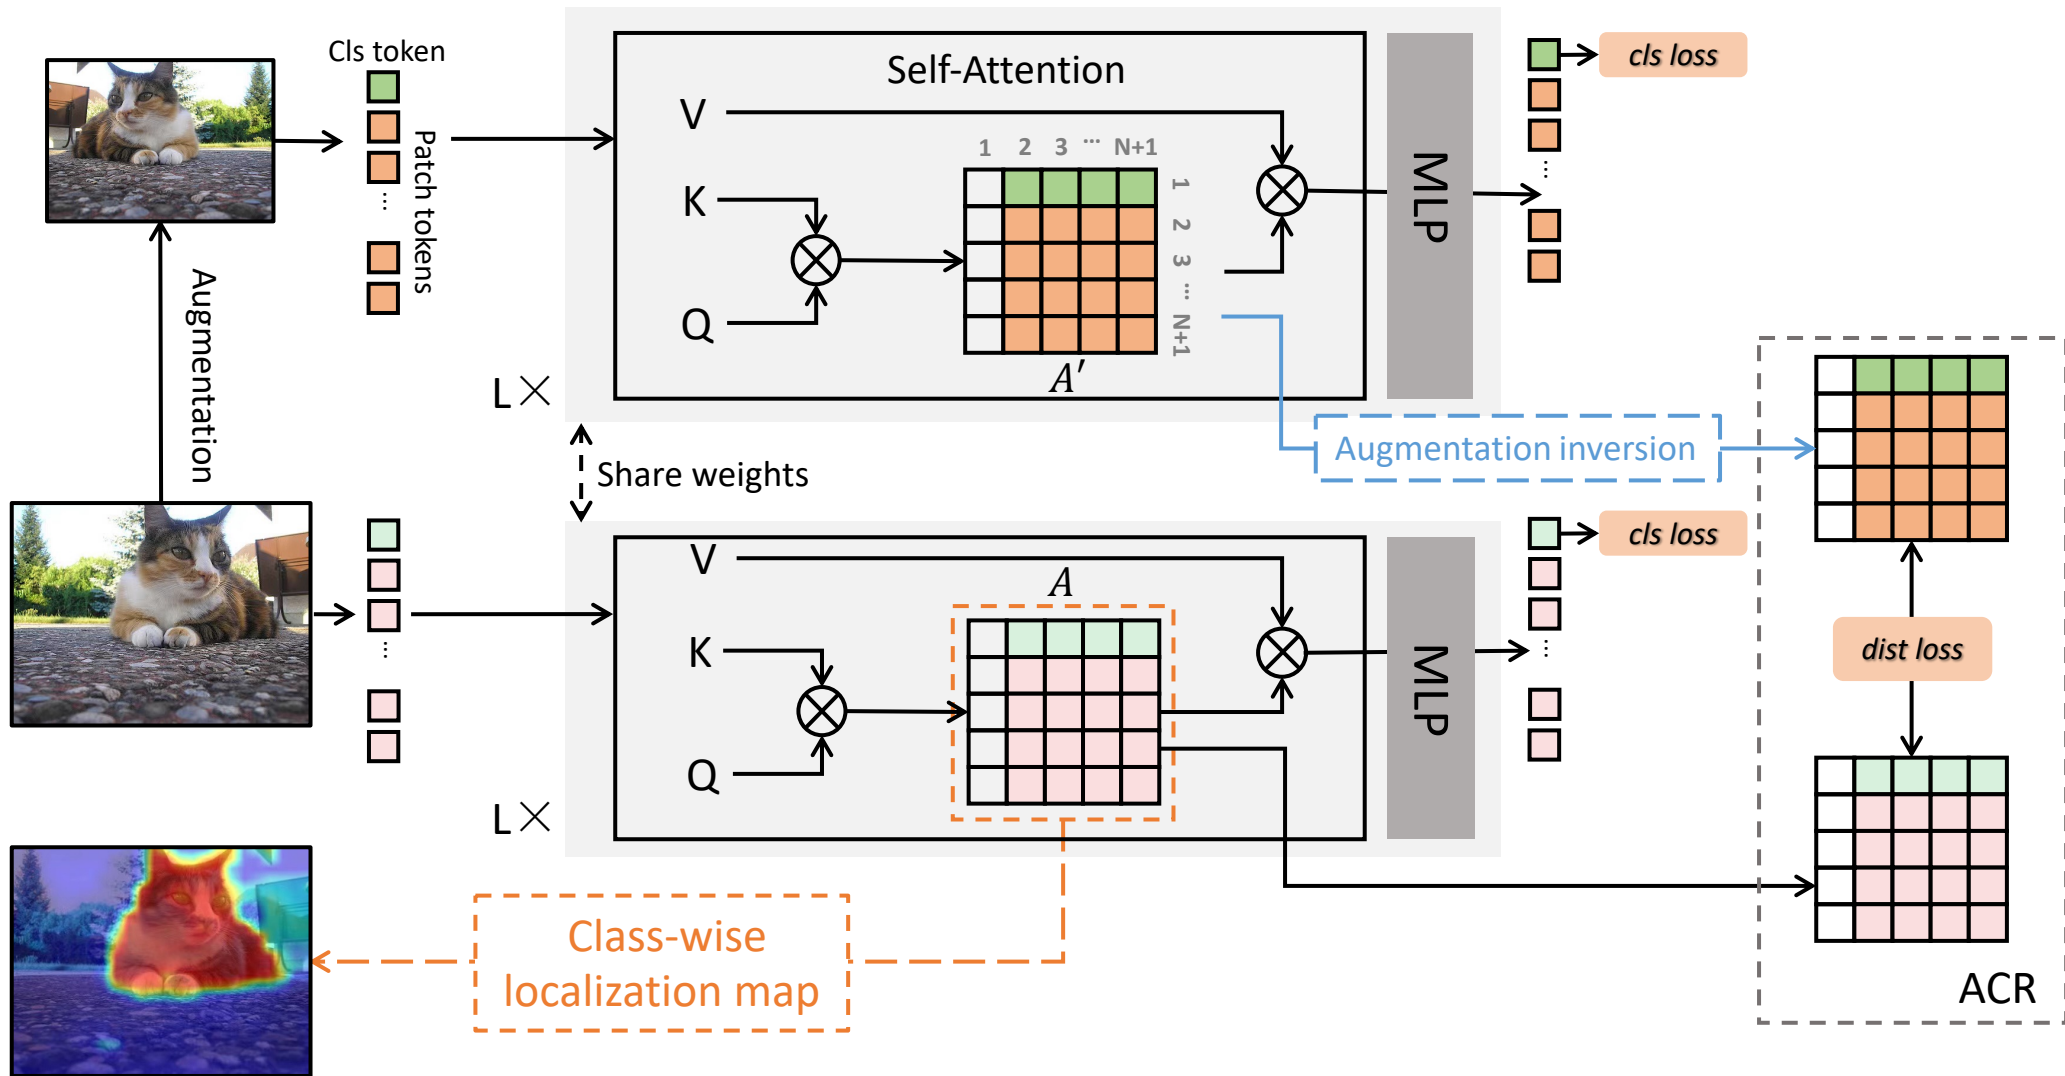 Cls token
Patch tokens
Augmentation
Self-Attention
V
K
Q
1 2 3 ... N+1
1 2 3 ... N+1
A′
MLP
L×
cls loss
Augmentation inversion
Share weights
V
K
Q
A
MLP
L×
cls loss
dist loss
ACR
Class-wise
localization map